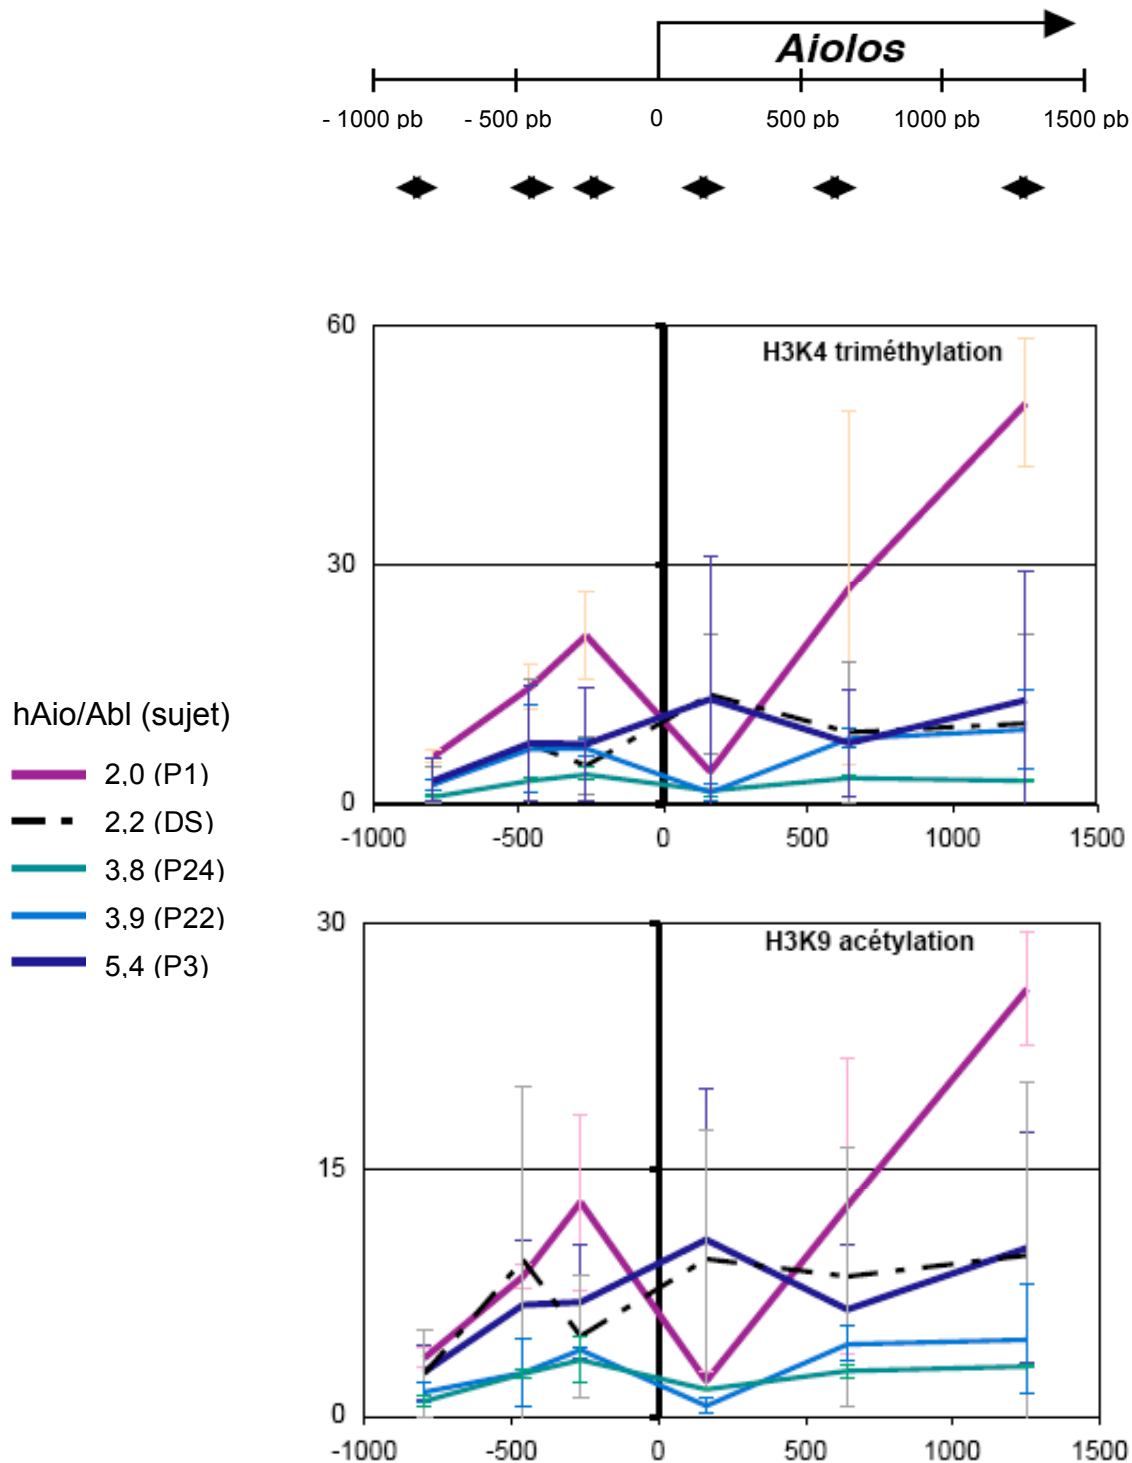 Aiolos
- 1000 pb - 500 pb 0 500 pb 1000 pb 1500 pb
60
H3K4 triméthylation
30
0
-1000 -500 0 500 1000 1500
hAio/Abl (sujet)
2,0 (P1)
2,2 (DS)
3,8 (P24)
3,9 (P22)
5,4 (P3)
30
H3K9 acétylation
15
0
-1000 -500 0 500 1000 1500